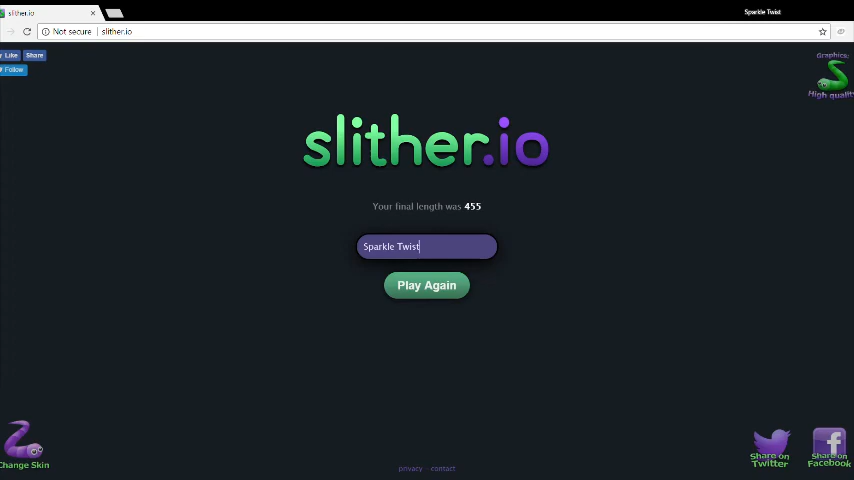 slither.io
Sparkle Twist
Not secure
slither.io
Like
Share
Follow
Graphics:
High quality
slither.io
Your final length was 455
Sparkle Twist
Play Again
Change Skin
Share on
Twitter
Share on
Facebook
privacy - contact